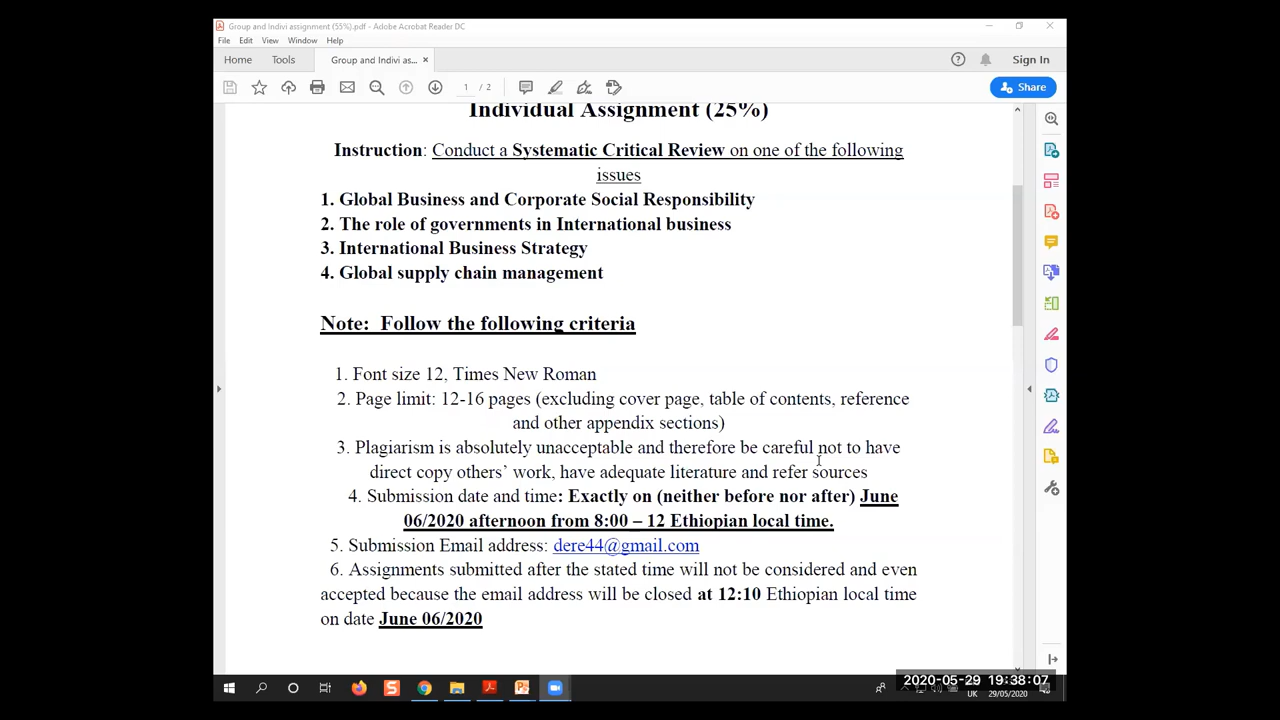 Group and Indivi assignment (55%).pdf - Adobe Acrobat Reader DC
File Edit View Window Help
Home Tools Group and Indivi as... × Sign In
1 / 2 Share
Individual Assignment (25%)
Instruction: Conduct a Systematic Critical Review on one of the following
issues
1. Global Business and Corporate Social Responsibility
2. The role of governments in International business
3. International Business Strategy
4. Global supply chain management
Note: Follow the following criteria
1. Font size 12, Times New Roman
2. Page limit: 12-16 pages (excluding cover page, table of contents, reference
and other appendix sections)
3. Plagiarism is absolutely unacceptable and therefore be careful not to have
direct copy others’ work, have adequate literature and refer sources
4. Submission date and time: Exactly on (neither before nor after) June
06/2020 afternoon from 8:00 – 12 Ethiopian local time.
5. Submission Email address: dere44@gmail.com
6. Assignments submitted after the stated time will not be considered and even
accepted because the email address will be closed at 12:10 Ethiopian local time
on date June 06/2020
2020-05-29 19:38:07
UK 29/05/2020